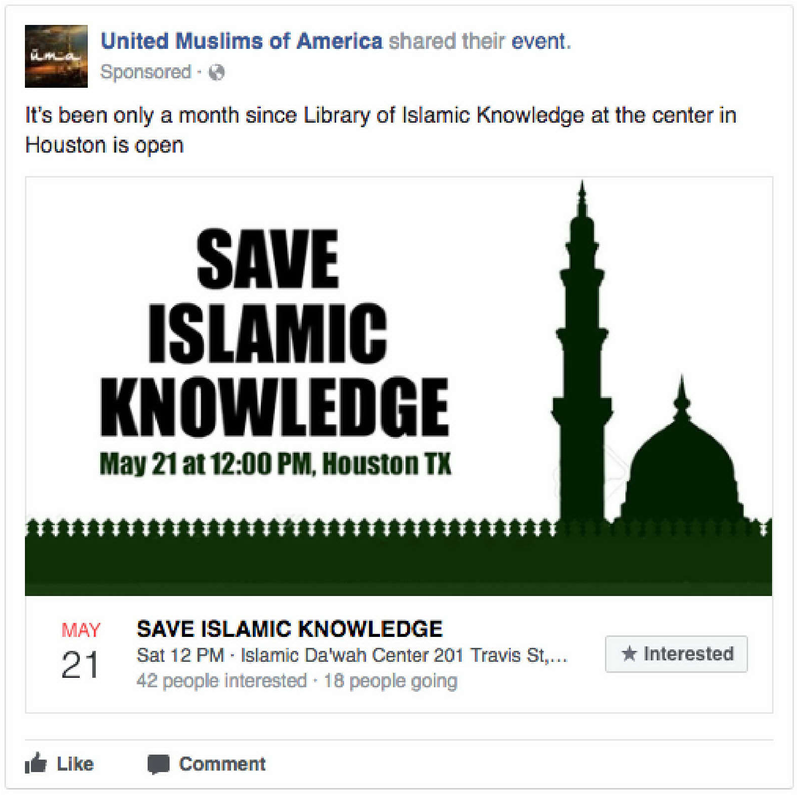 ūma
United Muslims of America shared their event.
Sponsored ·
It's been only a month since Library of Islamic Knowledge at the center in
Houston is open
SAVE
ISLAMIC
KNOWLEDGE
May 21 at 12:00 PM, Houston TX
MAY
21
SAVE ISLAMIC KNOWLEDGE
Sat 12 PM · Islamic Da'wah Center 201 Travis St,...
42 people interested · 18 people going
Interested
Like Comment